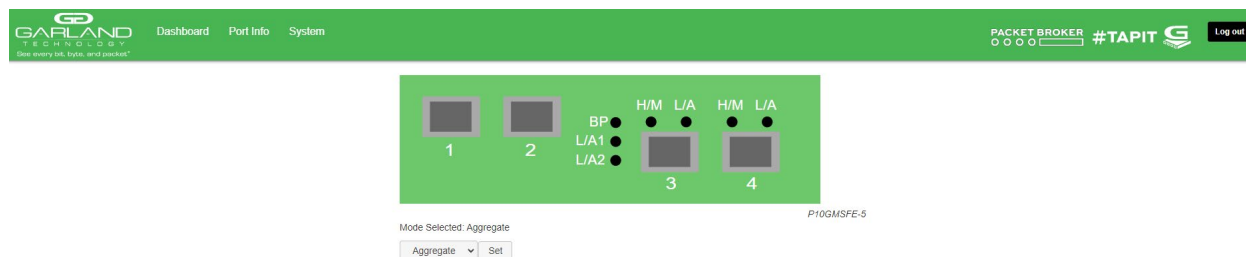 GARLAND
TECHNOLOGY
See every bit, byte, and packet®
Dashboard Port Info System
PACKET BROKER
#TAPIT
Log out
H/M L/A H/M L/A
BP
L/A1
L/A2
1 2
3 4
P10GMSFE-5
Mode Selected: Aggregate
Aggregate Set